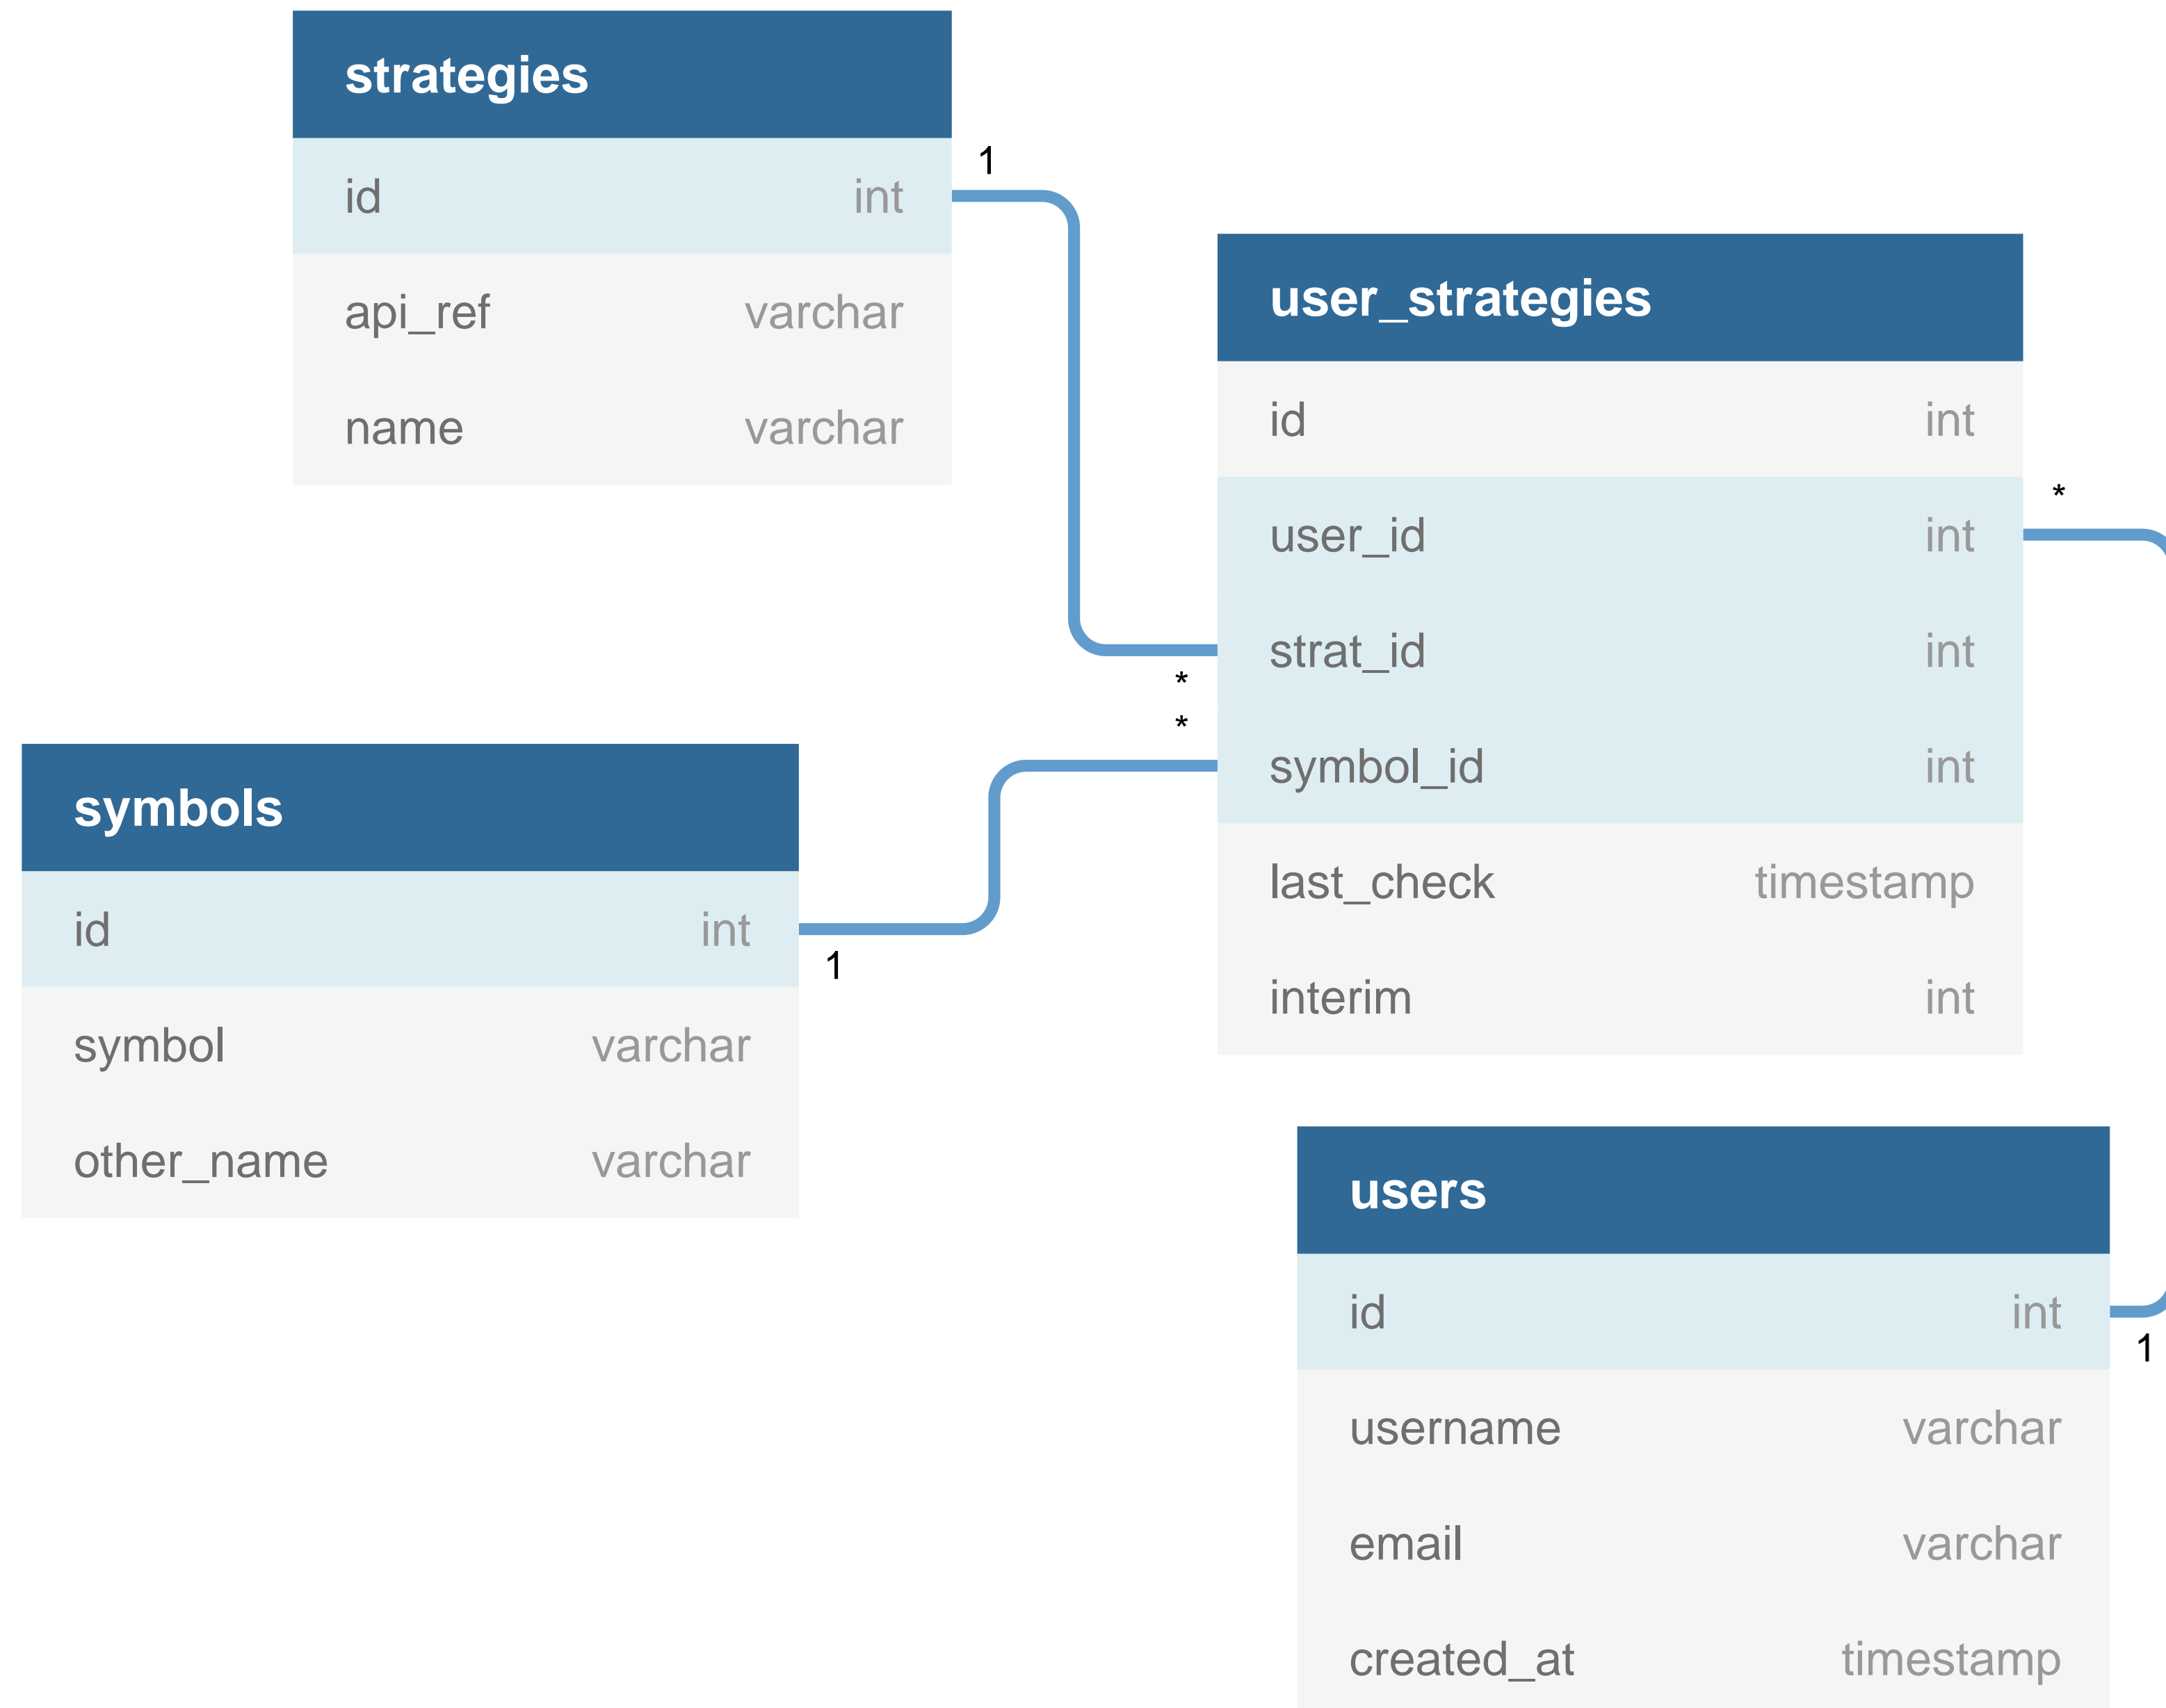 strategies
id int
api_ref varchar
name varchar
1
*
user_strategies
id int
user_id int
strat_id int
symbol_id int
last_check timestamp
interim int
*
*
symbols
id int
symbol varchar
other_name varchar
1
users
id int
username varchar
email varchar
created_at timestamp
1